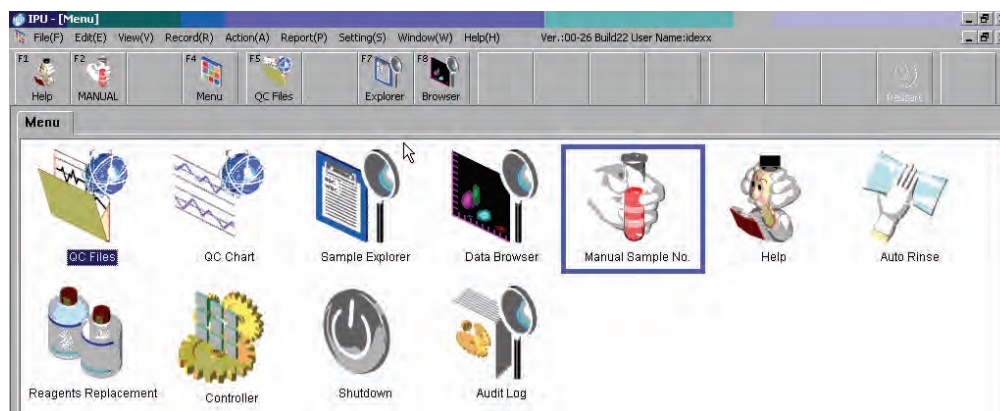 IPU - [Menu]
File(F) Edit(E) View(V) Record(R) Action(A) Report(P) Setting(S) Window(W) Help(H) Ver.:00-26 Build22 User Name:idexx
F1 F2 F4 F5 F7 F8
Help MANUAL Menu QC Files Explorer Browser Restart
Menu
QC Files QC Chart Sample Explorer Data Browser Manual Sample No. Help Auto Rinse
Reagents Replacement Controller Shutdown Audit Log